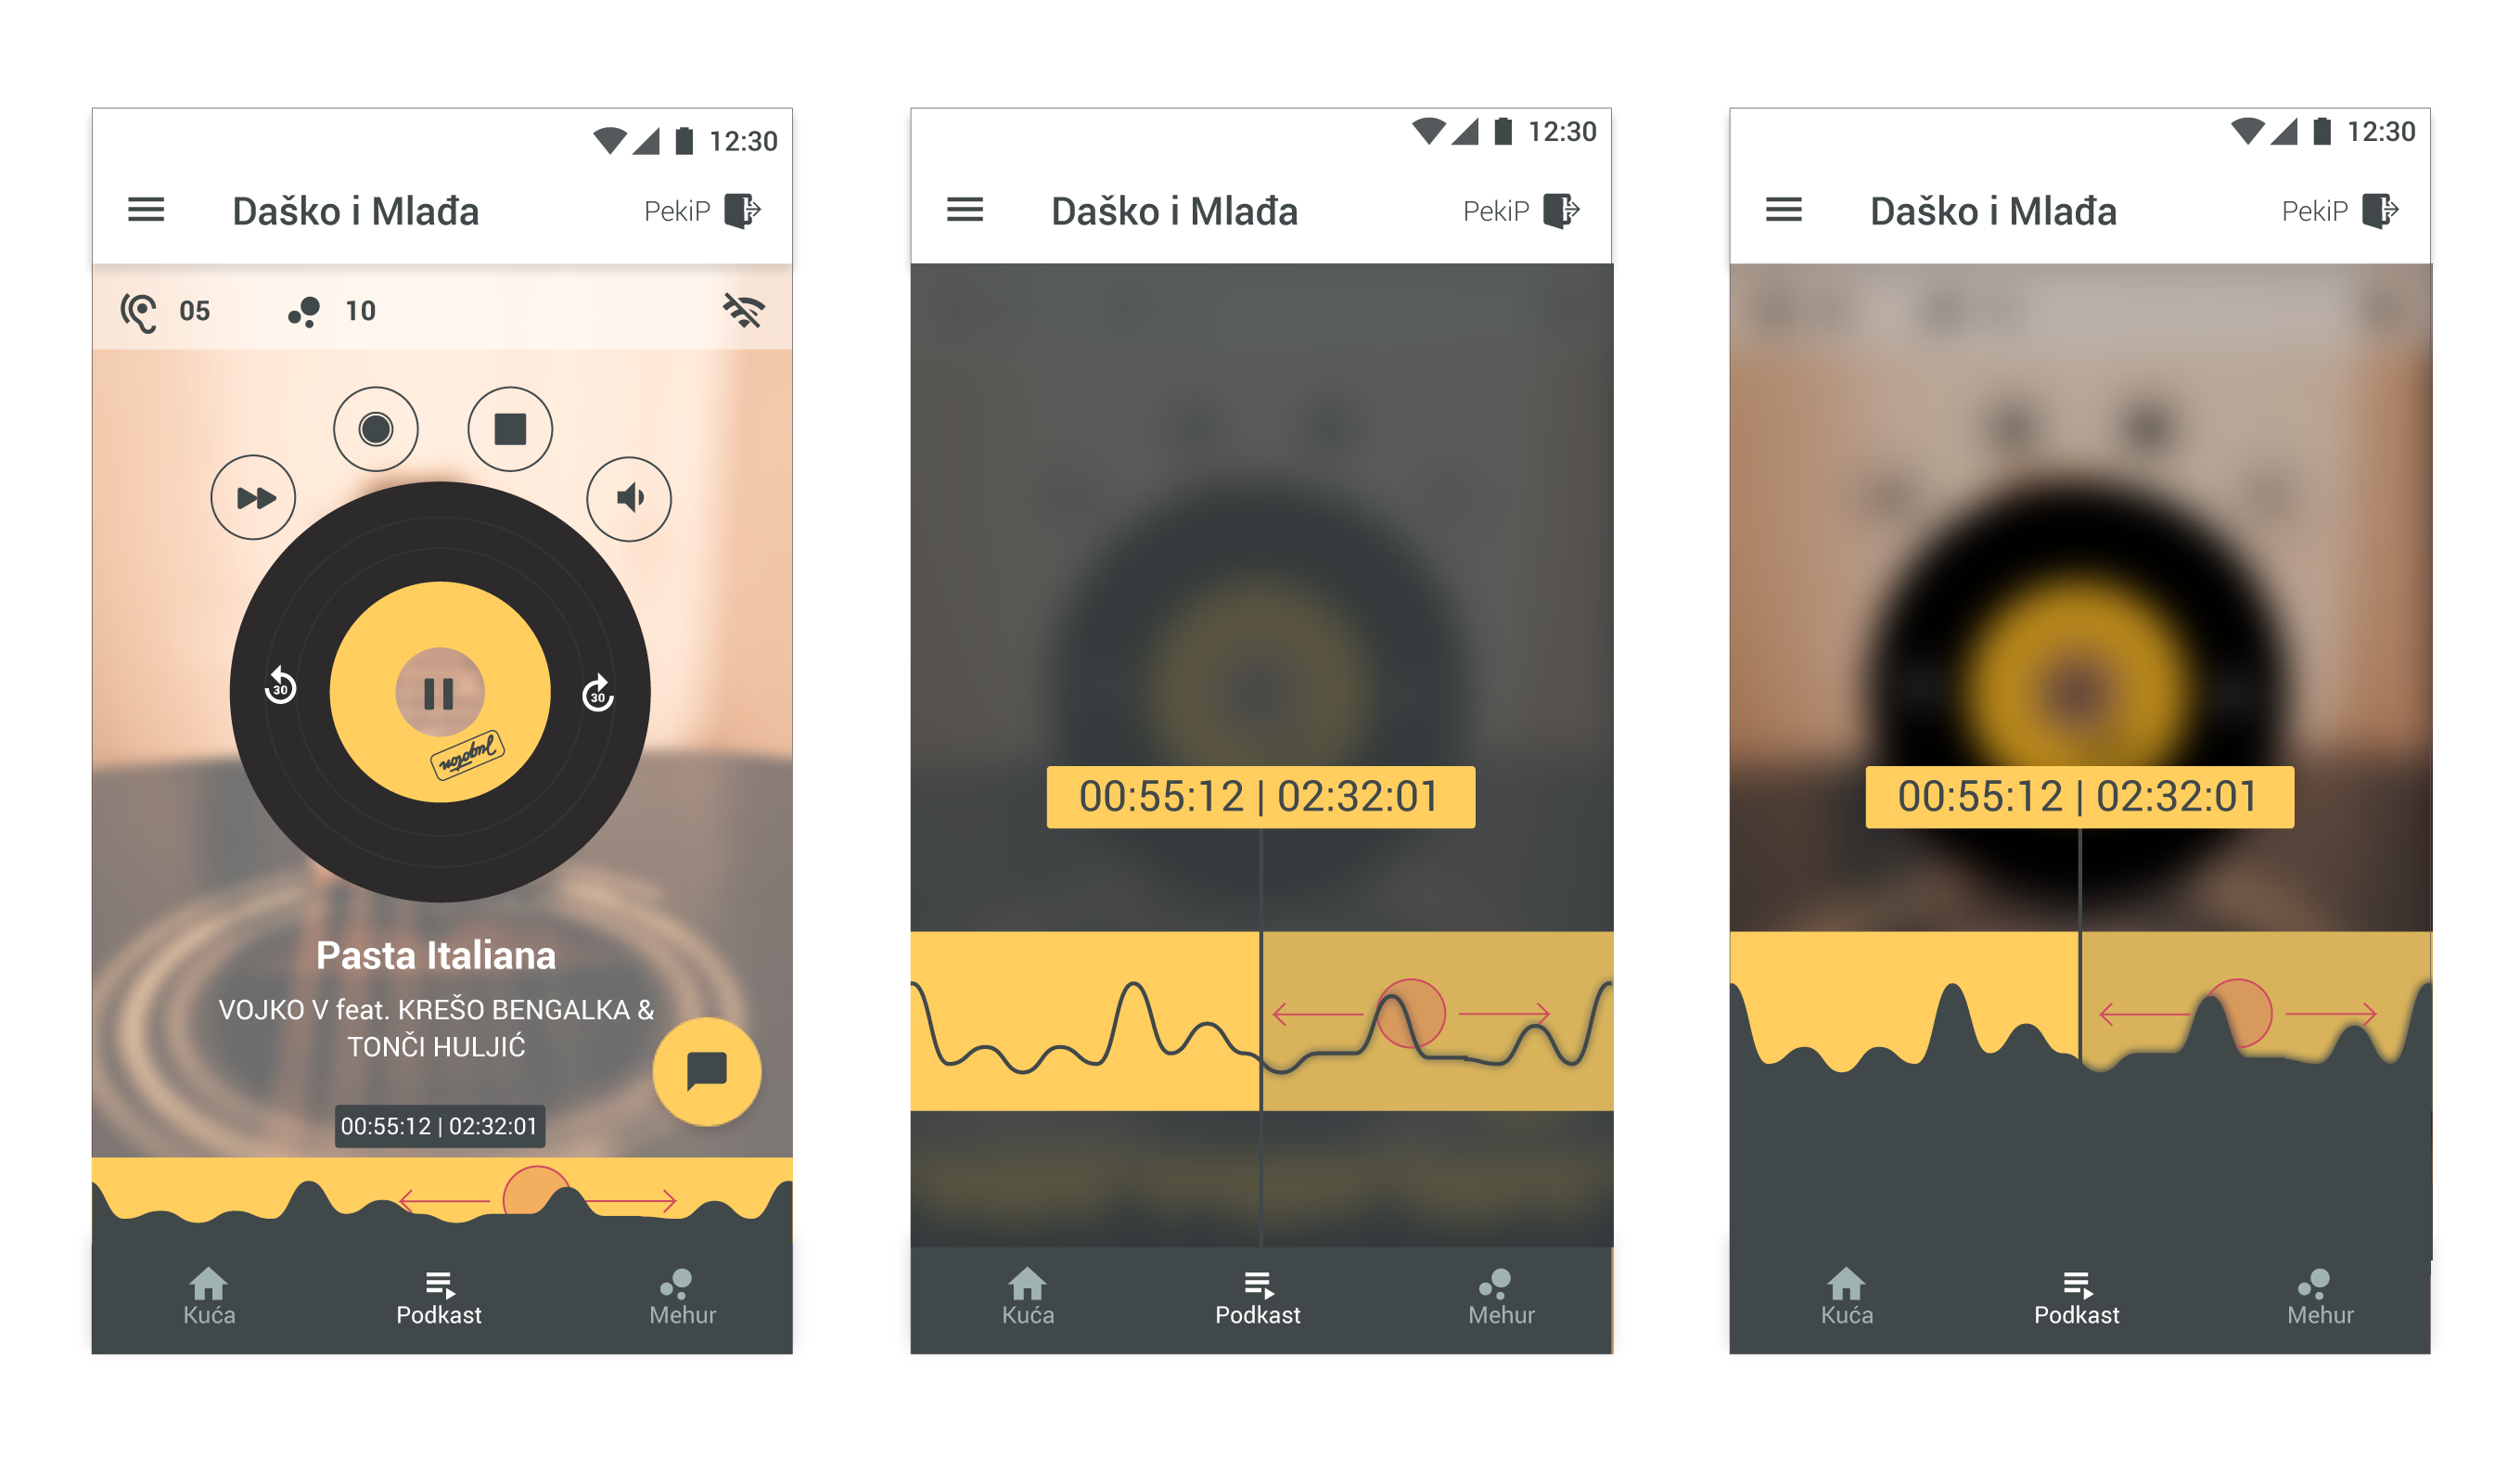 12:30
Daško i Mlađa
PekiP
05
10
30
30
Jugoton
Pasta Italiana
VOJKO V feat. KREŠO BENGALKA &
TONČI HULJIĆ
00:55:12 | 02:32:01
Kuća
Podkast
Mehur
12:30
Daško i Mlađa
PekiP
00:55:12 | 02:32:01
Kuća
Podkast
Mehur
12:30
Daško i Mlađa
PekiP
00:55:12 | 02:32:01
Kuća
Podkast
Mehur